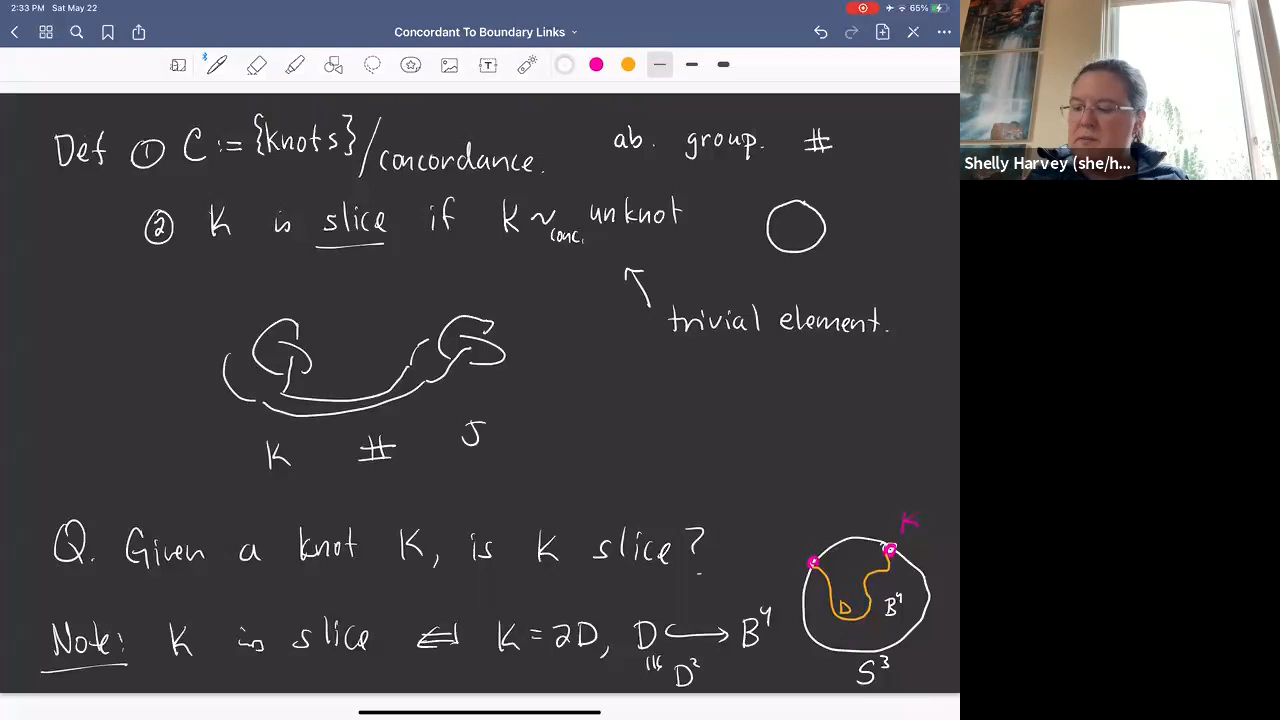 2:33 PM Sat May 22
65%
Concordant To Boundary Links
Shelly Harvey (she/h...
Def ① C := {knots}/concordance. ab. group. #
② K is slice if K ~conc. unknot
trivial element.
K # J
Q. Given a knot K, is K slice?
K
D
B⁴
Note: K is slice ⟺ K = ∂D, D ↪ B⁴
≅
D²
S³